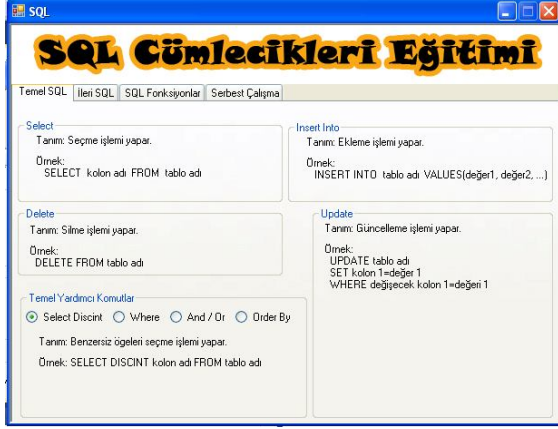 SQL
SQL Cümlecikleri Eğitimi
Temel SQL İleri SQL SQL Fonksiyonlar Serbest Çalışma
Select
Tanım: Seçme işlemi yapar.
Örnek:
SELECT kolon adı FROM tablo adı
Insert Into
Tanım: Ekleme işlemi yapar.
Örnek:
INSERT INTO tablo adı VALUES(değer1, değer2, ...)
Delete
Tanım: Silme işlemi yapar.
Örnek:
DELETE FROM tablo adı
Update
Tanım: Güncelleme işlemi yapar.
Örnek:
UPDATE tablo adı
SET kolon 1=değer 1
WHERE değişecek kolon 1=değeri 1
Temel Yardımcı Komutlar
Select Discint Where And / Or Order By
Tanım: Benzersiz ögeleri seçme işlemi yapar.
Örnek: SELECT DISCINT kolon adı FROM tablo adı